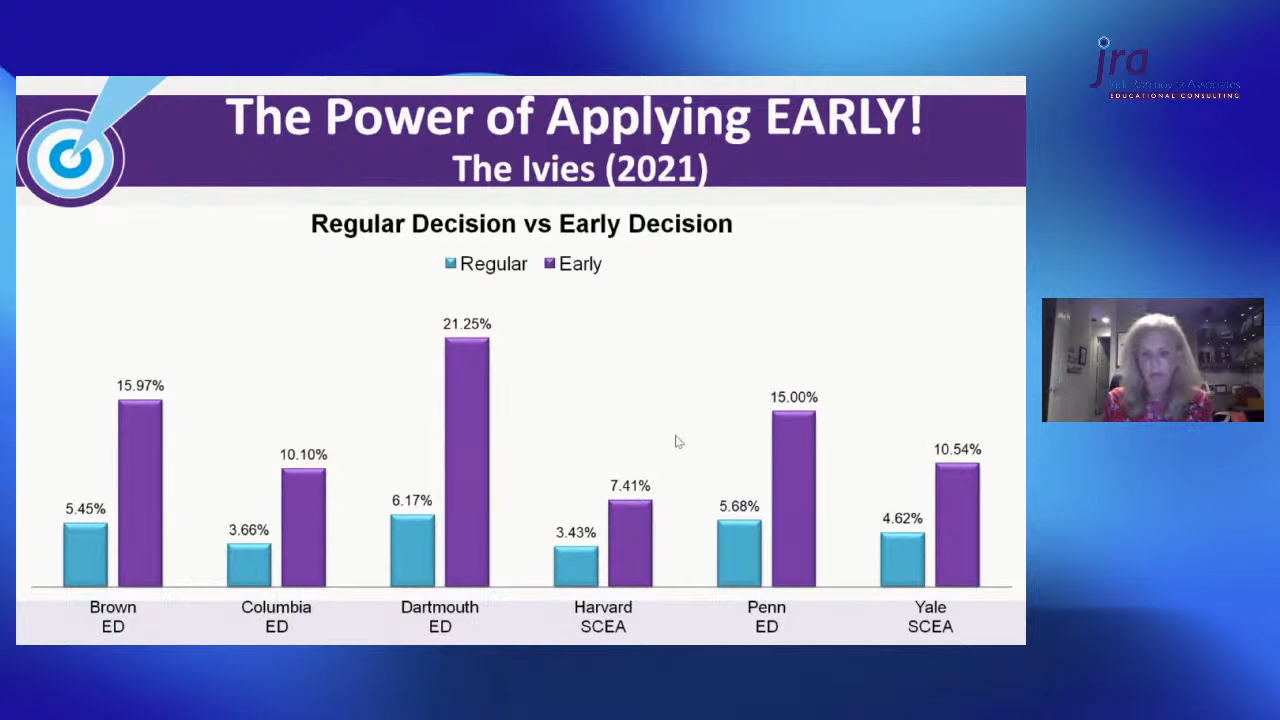 jra
Associates
EDUCATIONAL CONSULTING
The Power of Applying EARLY!
The Ivies (2021)
Regular Decision vs Early Decision
Regular Early
21.25%
15.97%
15.00%
10.10%
10.54%
7.41%
6.17%
5.45%
5.68%
4.62%
3.66%
3.43%
Brown Columbia Dartmouth Harvard Penn Yale
ED ED ED SCEA ED SCEA